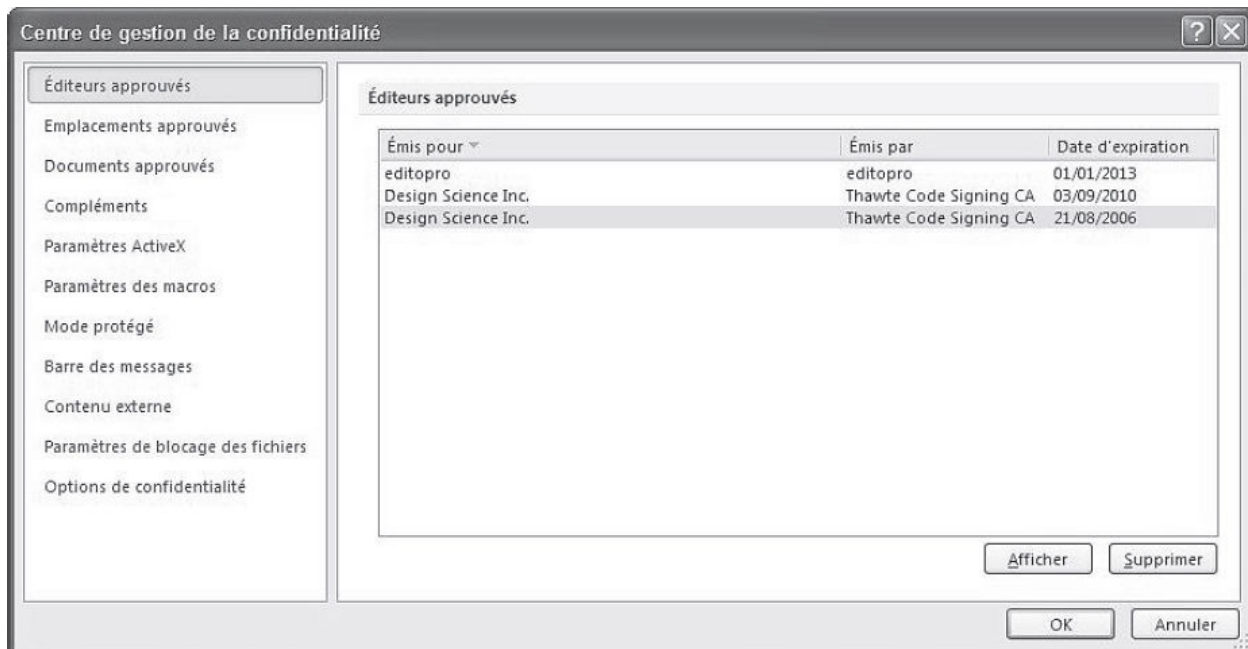 Centre de gestion de la confidentialité
Éditeurs approuvés
Emplacements approuvés
Documents approuvés
Compléments
Paramètres ActiveX
Paramètres des macros
Mode protégé
Barre des messages
Contenu externe
Paramètres de blocage des fichiers
Options de confidentialité
Éditeurs approuvés
Émis pour Émis par Date d'expiration
editopro editopro 01/01/2013
Design Science Inc. Thawte Code Signing CA 03/09/2010
Design Science Inc. Thawte Code Signing CA 21/08/2006
Afficher Supprimer
OK Annuler